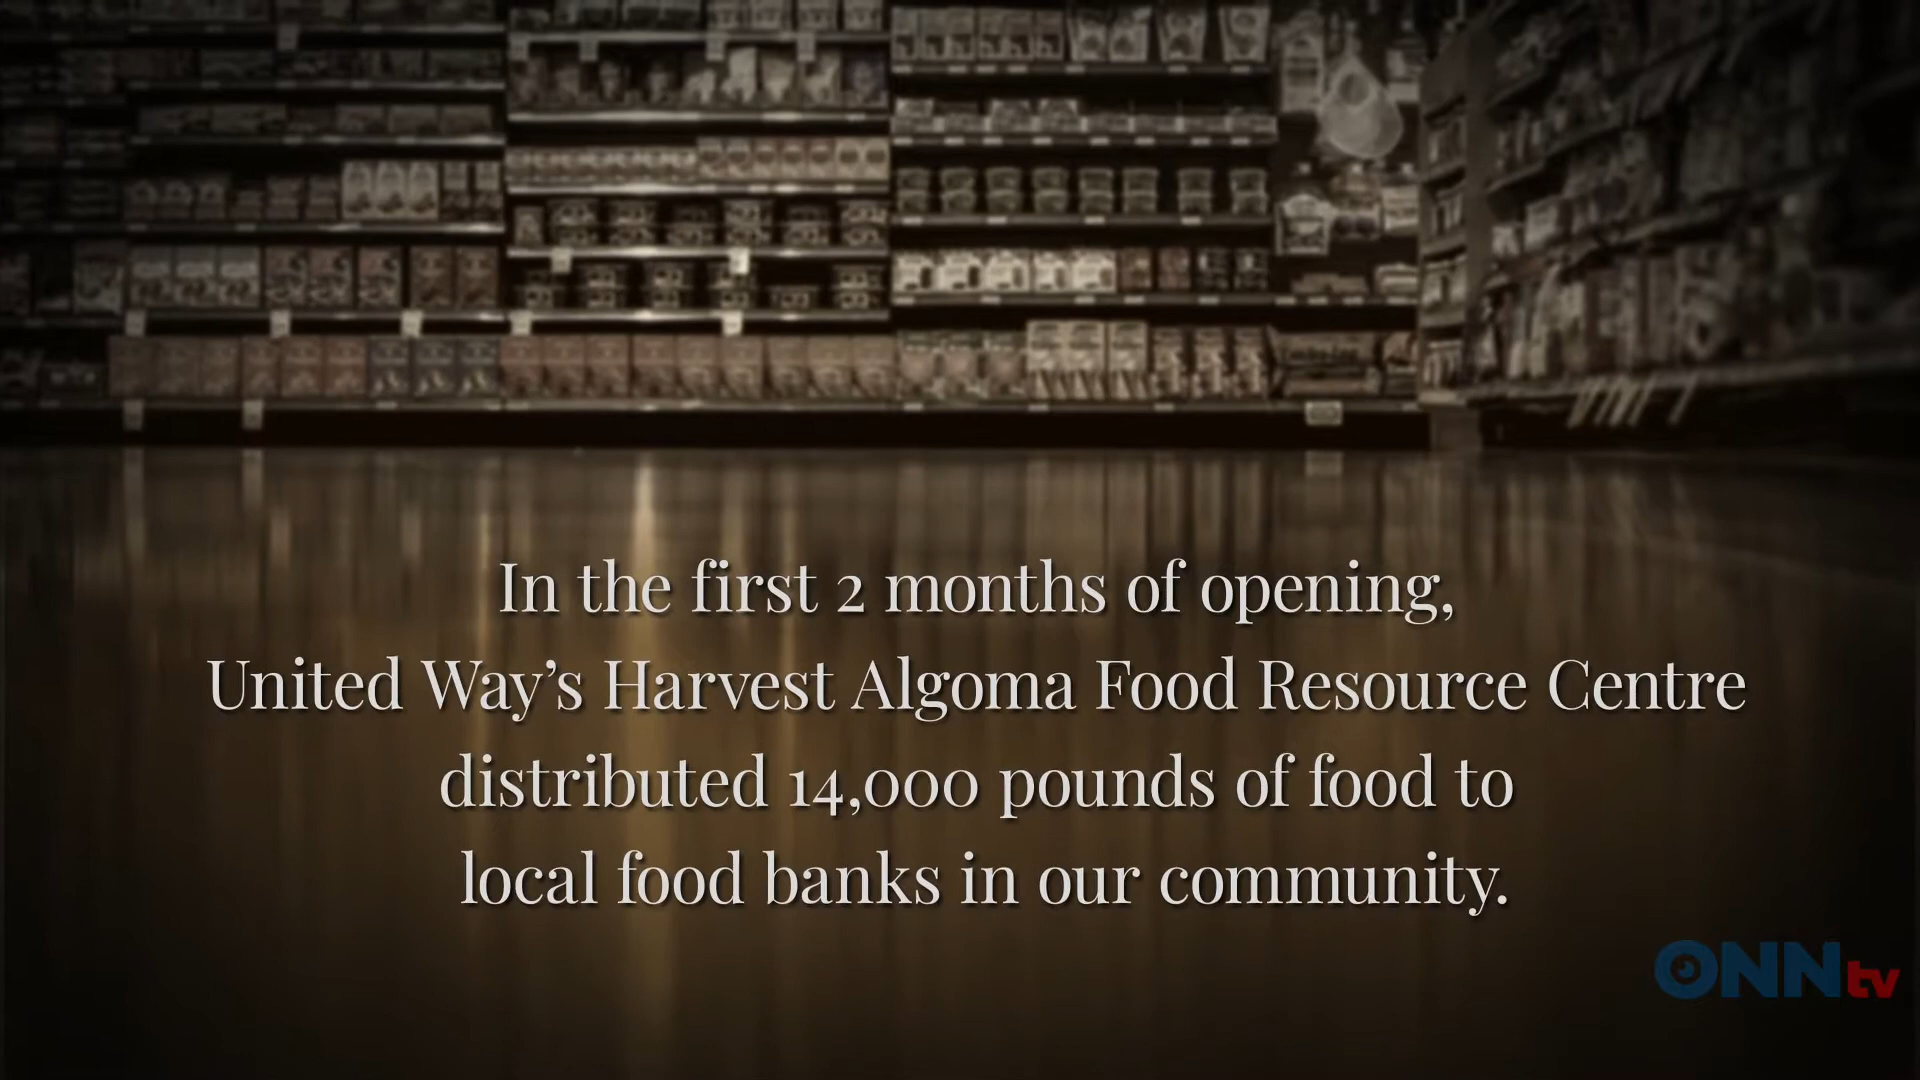 In the first 2 months of opening,
United Way’s Harvest Algoma Food Resource Centre
distributed 14,000 pounds of food to
local food banks in our community.
ONNtv